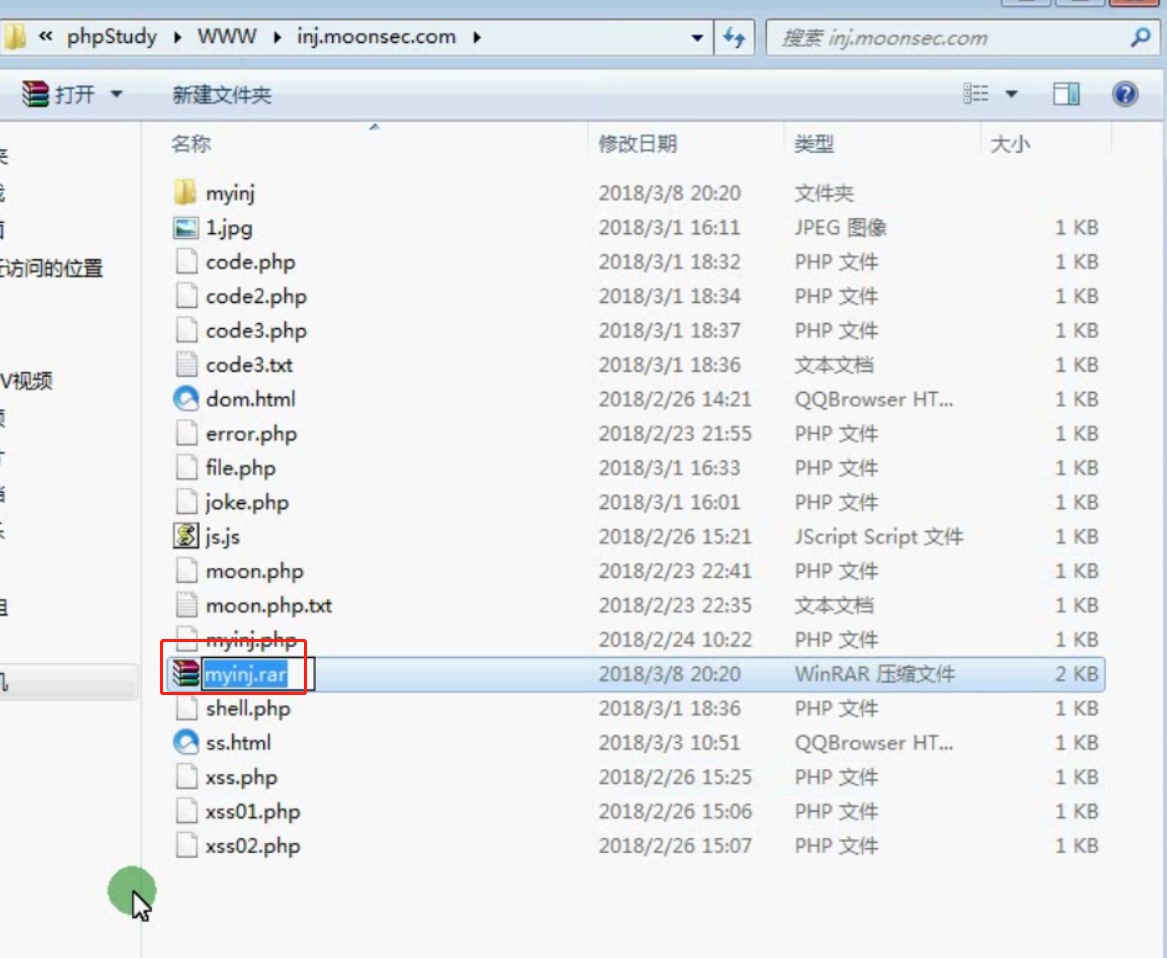 « phpStudy ▸ WWW ▸ inj.moonsec.com ▸ 搜索 inj.moonsec.com
打开 新建文件夹
名称 修改日期 类型 大小
myinj 2018/3/8 20:20 文件夹
1.jpg 2018/3/1 16:11 JPEG 图像 1 KB
code.php 2018/3/1 18:32 PHP 文件 1 KB
访问的位置
code2.php 2018/3/1 18:34 PHP 文件 1 KB
code3.php 2018/3/1 18:37 PHP 文件 1 KB
code3.txt 2018/3/1 18:36 文本文档 1 KB
V视频
dom.html 2018/2/26 14:21 QQBrowser HT... 1 KB
error.php 2018/2/23 21:55 PHP 文件 1 KB
file.php 2018/3/1 16:33 PHP 文件 1 KB
joke.php 2018/3/1 16:01 PHP 文件 1 KB
js.js 2018/2/26 15:21 JScript Script 文件 1 KB
moon.php 2018/2/23 22:41 PHP 文件 1 KB
moon.php.txt 2018/2/23 22:35 文本文档 1 KB
myinj.php 2018/2/24 10:22 PHP 文件 1 KB
myinj.rar 2018/3/8 20:20 WinRAR 压缩文件 2 KB
shell.php 2018/3/1 18:36 PHP 文件 1 KB
ss.html 2018/3/3 10:51 QQBrowser HT... 1 KB
xss.php 2018/2/26 15:25 PHP 文件 1 KB
xss01.php 2018/2/26 15:06 PHP 文件 1 KB
xss02.php 2018/2/26 15:07 PHP 文件 1 KB